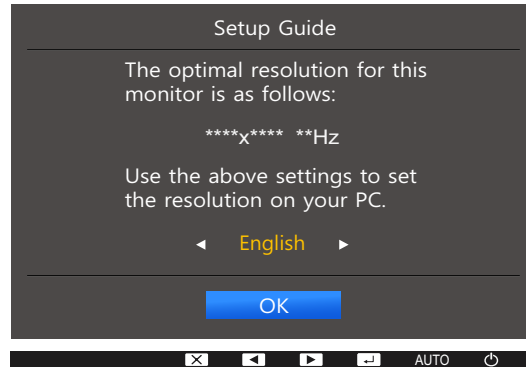 Setup Guide
The optimal resolution for this
monitor is as follows:
****x**** **Hz
Use the above settings to set
the resolution on your PC.
English
OK
AUTO